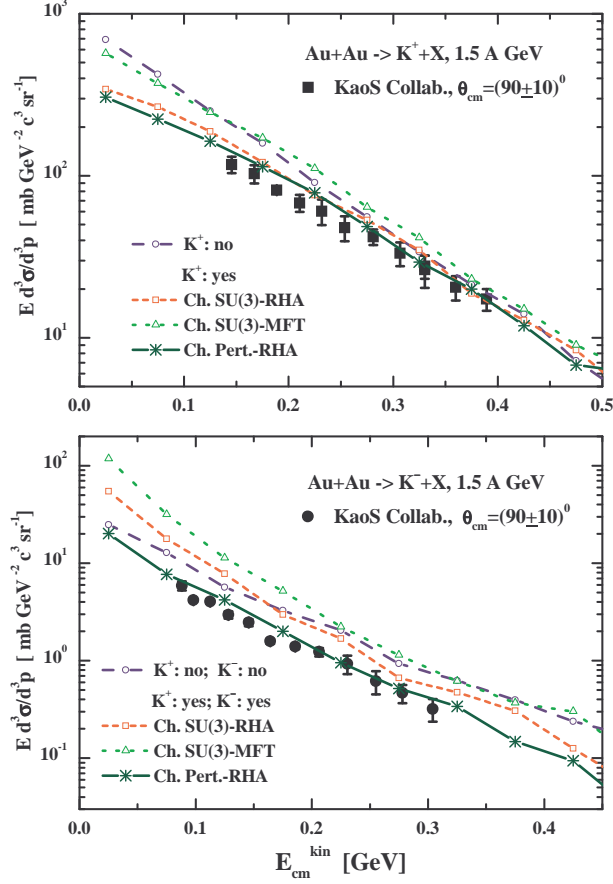 10³
10²
10¹
E d³σ/d³p [ mb GeV⁻² c³ sr⁻¹ ]
Au+Au -> K⁺+X, 1.5 A GeV
KaoS Collab., θcm=(90±10)⁰
K⁺: no
K⁺: yes
Ch. SU(3)-RHA
Ch. SU(3)-MFT
Ch. Pert.-RHA
0.0 0.1 0.2 0.3 0.4 0.5
10²
10¹
10⁰
10⁻¹
E d³σ/d³p [ mb GeV⁻² c³ sr⁻¹ ]
Au+Au -> K⁻+X, 1.5 A GeV
KaoS Collab., θcm=(90±10)⁰
K⁺: no; K⁻: no
K⁺: yes; K⁻: yes
Ch. SU(3)-RHA
Ch. SU(3)-MFT
Ch. Pert.-RHA
0.0 0.1 0.2 0.3 0.4
Ecm^kin [GeV]